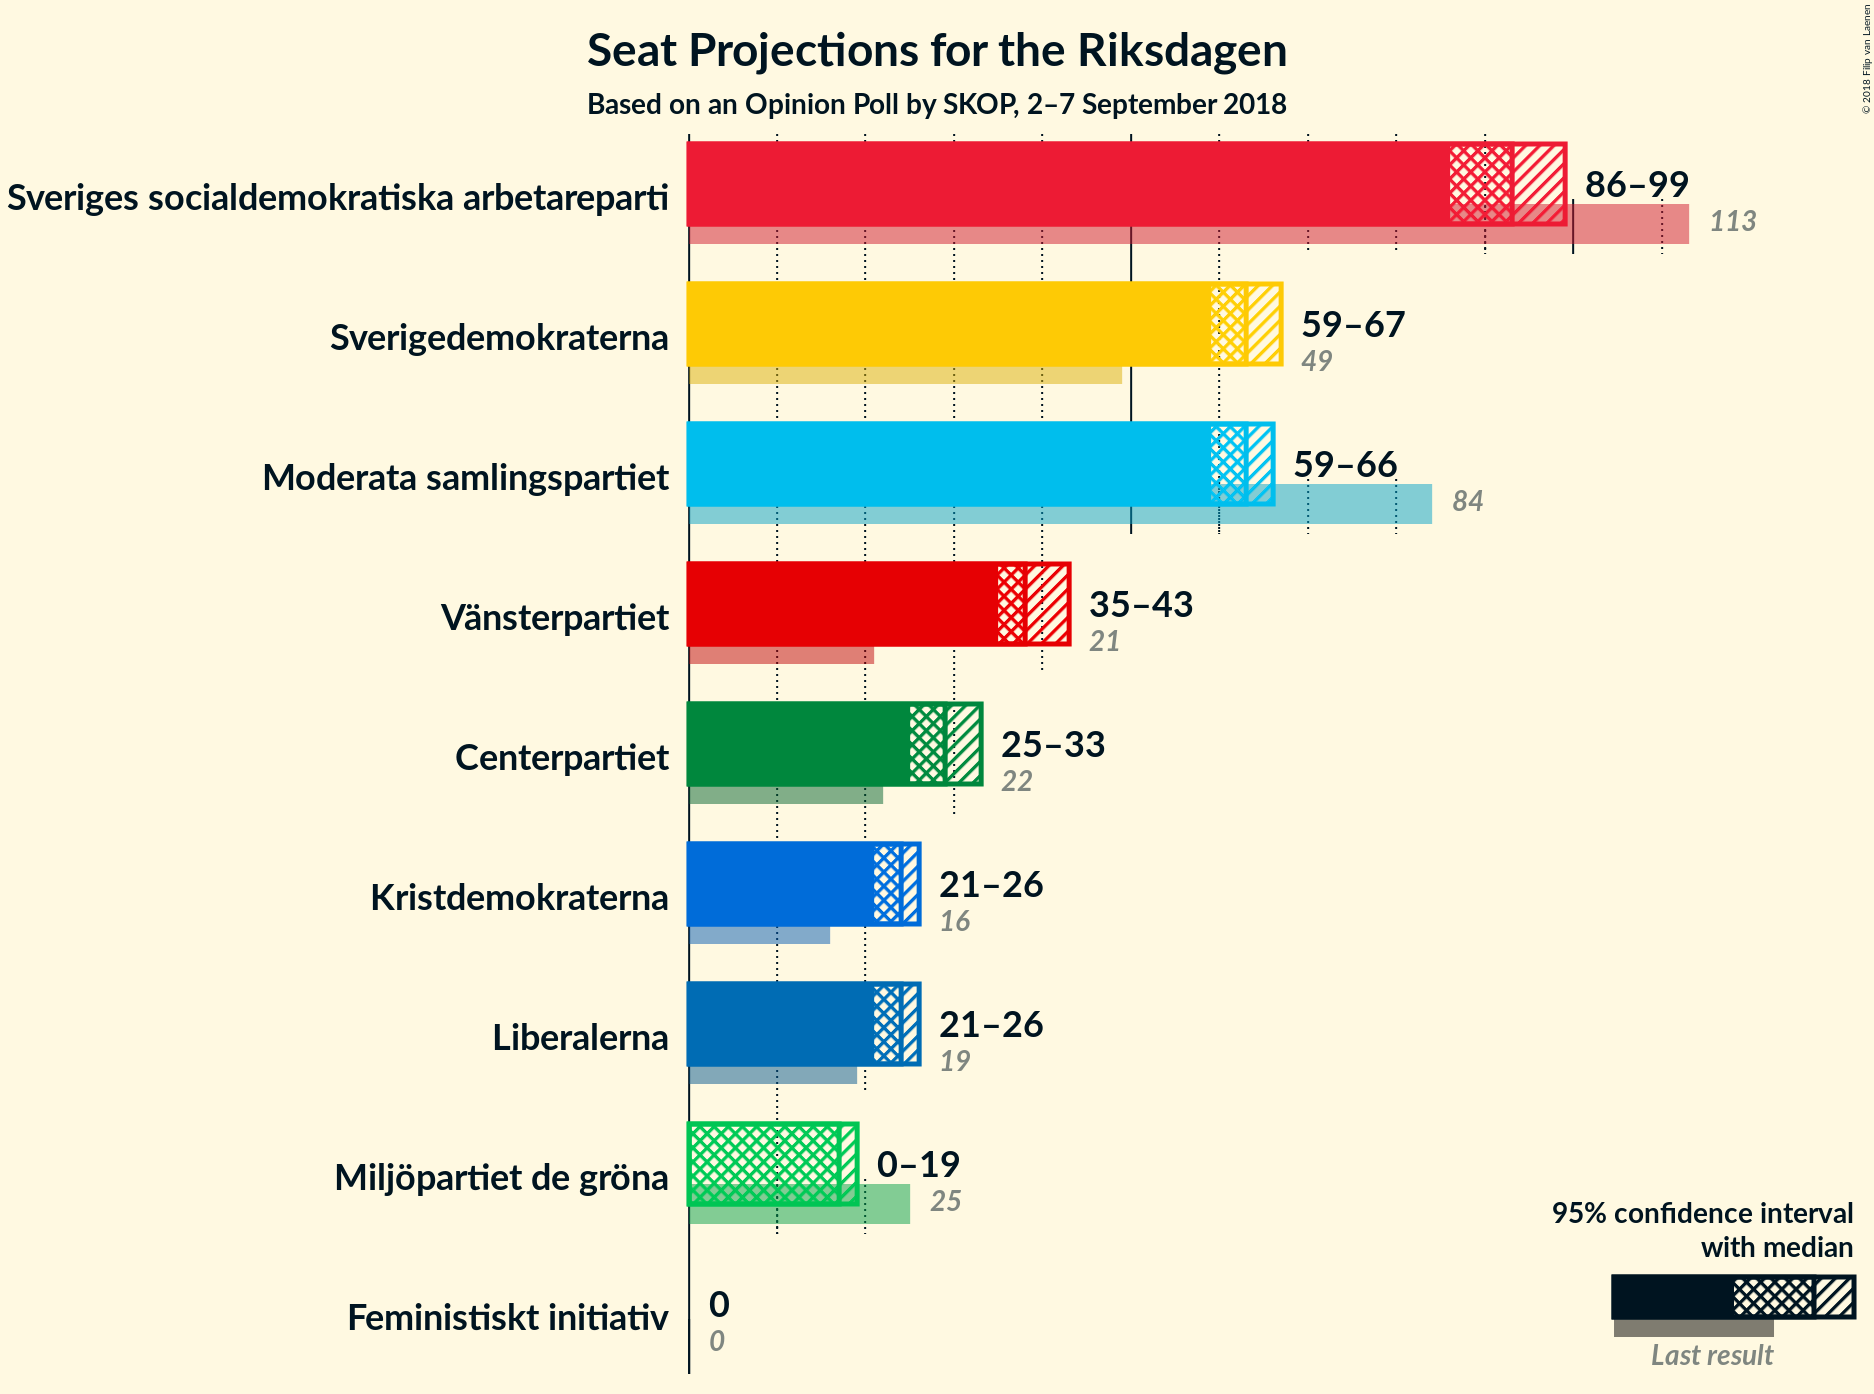 Seat Projections for the Riksdagen
Based on an Opinion Poll by SKOP, 2–7 September 2018
© 2018 Filip van Laenen
Sveriges socialdemokratiska arbetareparti
86–99
113
Sverigedemokraterna
59–67
49
Moderata samlingspartiet
59–66
84
Vänsterpartiet
35–43
21
Centerpartiet
25–33
22
Kristdemokraterna
21–26
16
Liberalerna
21–26
19
Miljöpartiet de gröna
0–19
25
Feministiskt initiativ
0
0
95% confidence interval
with median
Last result